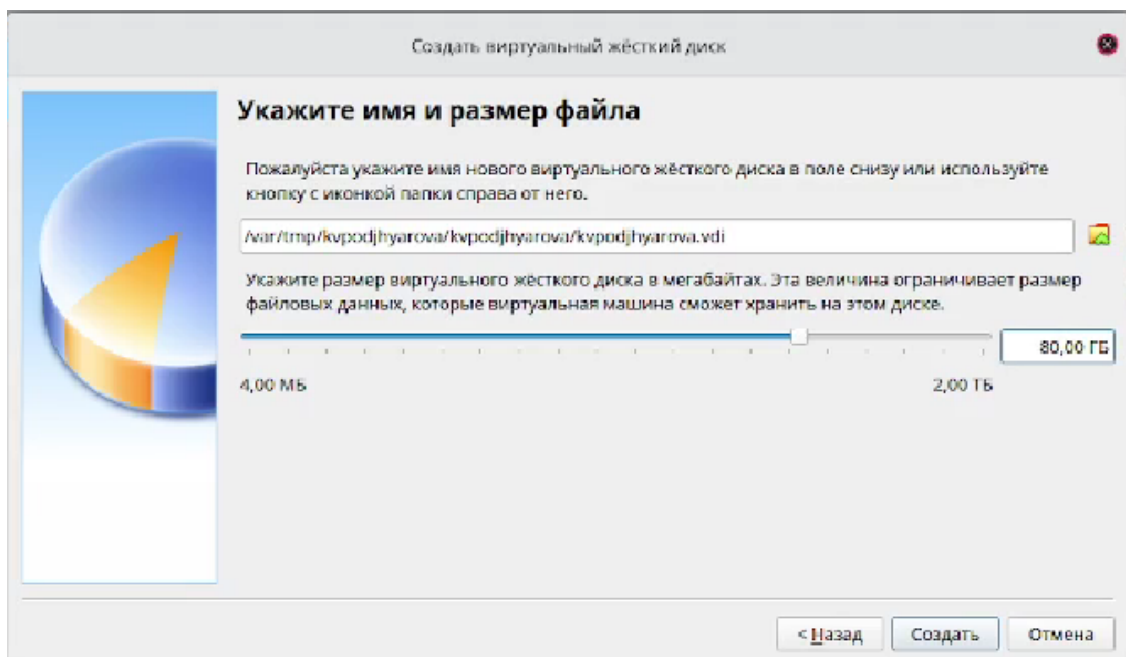 Создать виртуальный жёсткий диск
Укажите имя и размер файла
Пожалуйста укажите имя нового виртуального жёсткого диска в поле снизу или используйте
кнопку с иконкой папки справа от него.
/var/tmp/kvpodjhyarova/kvpodjhyarova/kvpodjhyarova.vdi
Укажите размер виртуального жёсткого диска в мегабайтах. Эта величина ограничивает размер
файловых данных, которые виртуальная машина сможет хранить на этом диске.
80,00 ГБ
4,00 МБ 2,00 ТБ
< Назад Создать Отмена